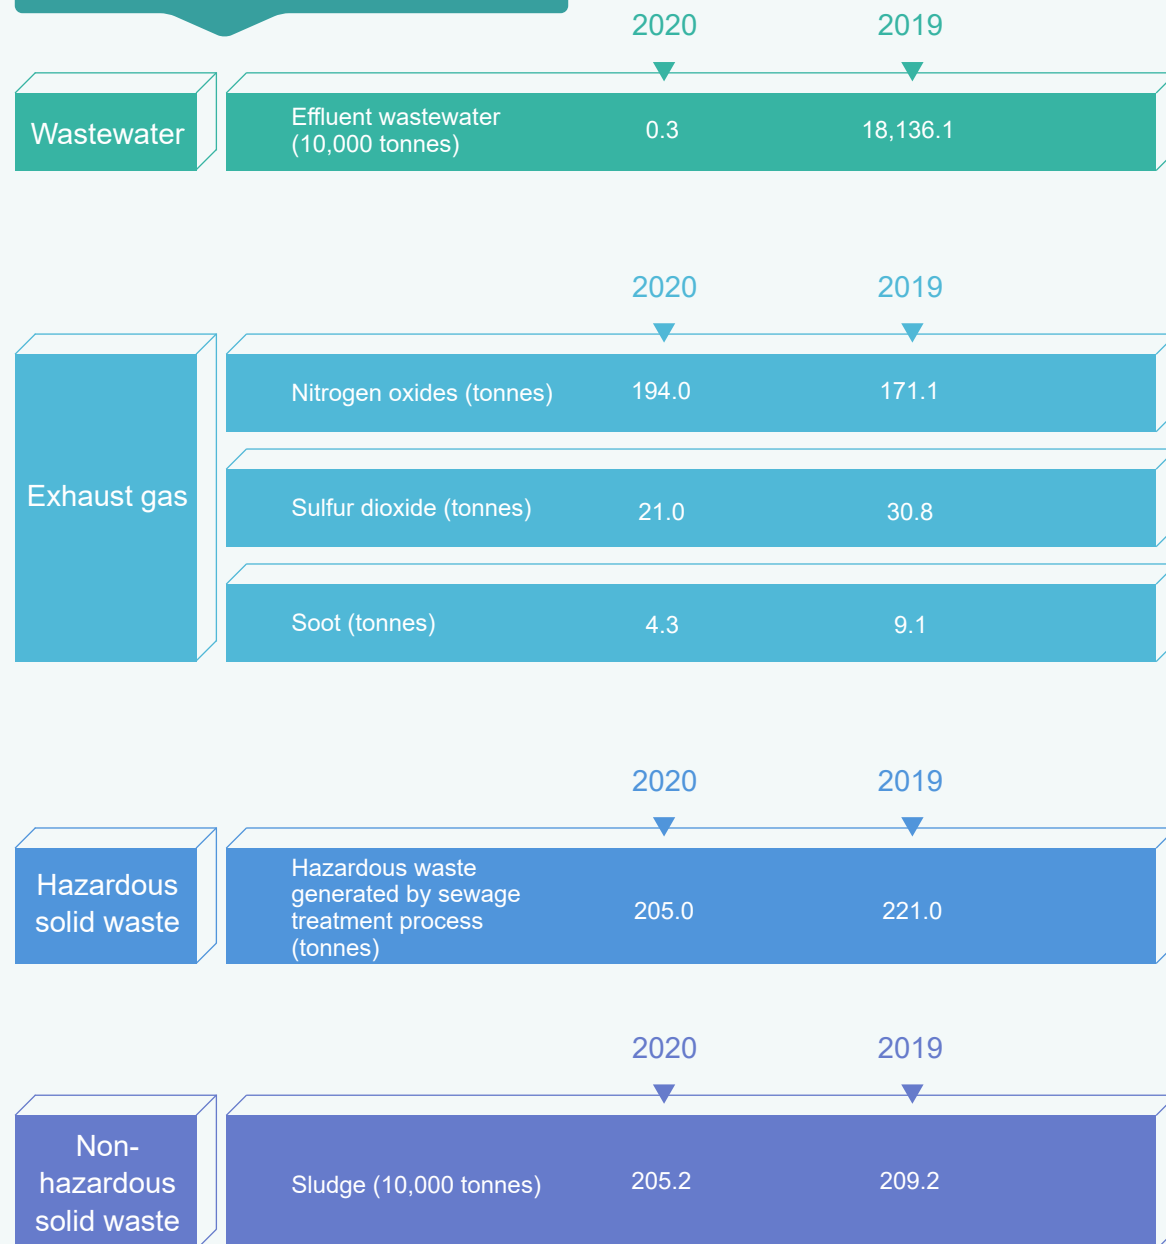 2020 2019
Wastewater
Effluent wastewater
(10,000 tonnes)
0.3 18,136.1
2020 2019
Exhaust gas
Nitrogen oxides (tonnes) 194.0 171.1
Sulfur dioxide (tonnes) 21.0 30.8
Soot (tonnes) 4.3 9.1
2020 2019
Hazardous
solid waste
Hazardous waste
generated by sewage
treatment process
(tonnes)
205.0 221.0
2020 2019
Non-
hazardous
solid waste
Sludge (10,000 tonnes) 205.2 209.2